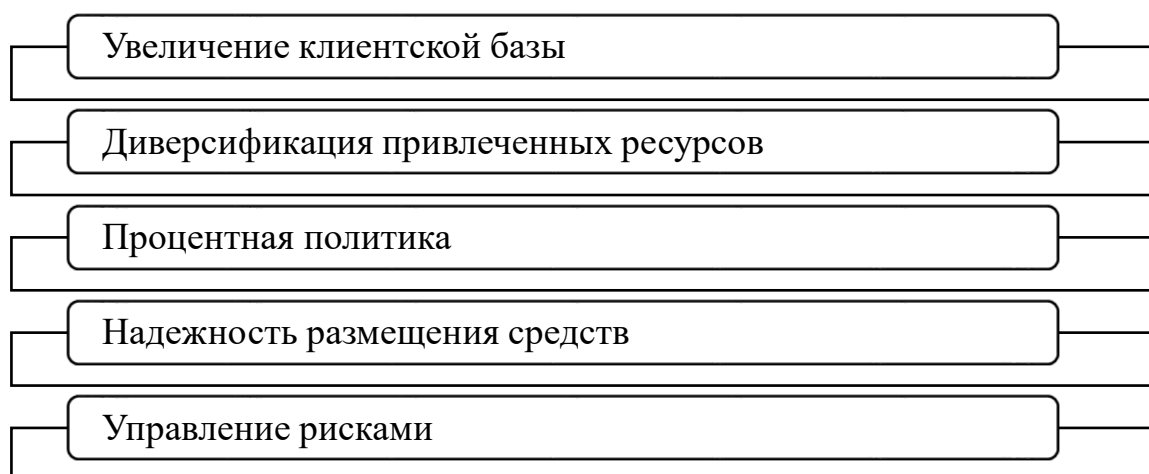 Увеличение клиентской базы
Диверсификация привлеченных ресурсов
Процентная политика
Надежность размещения средств
Управление рисками